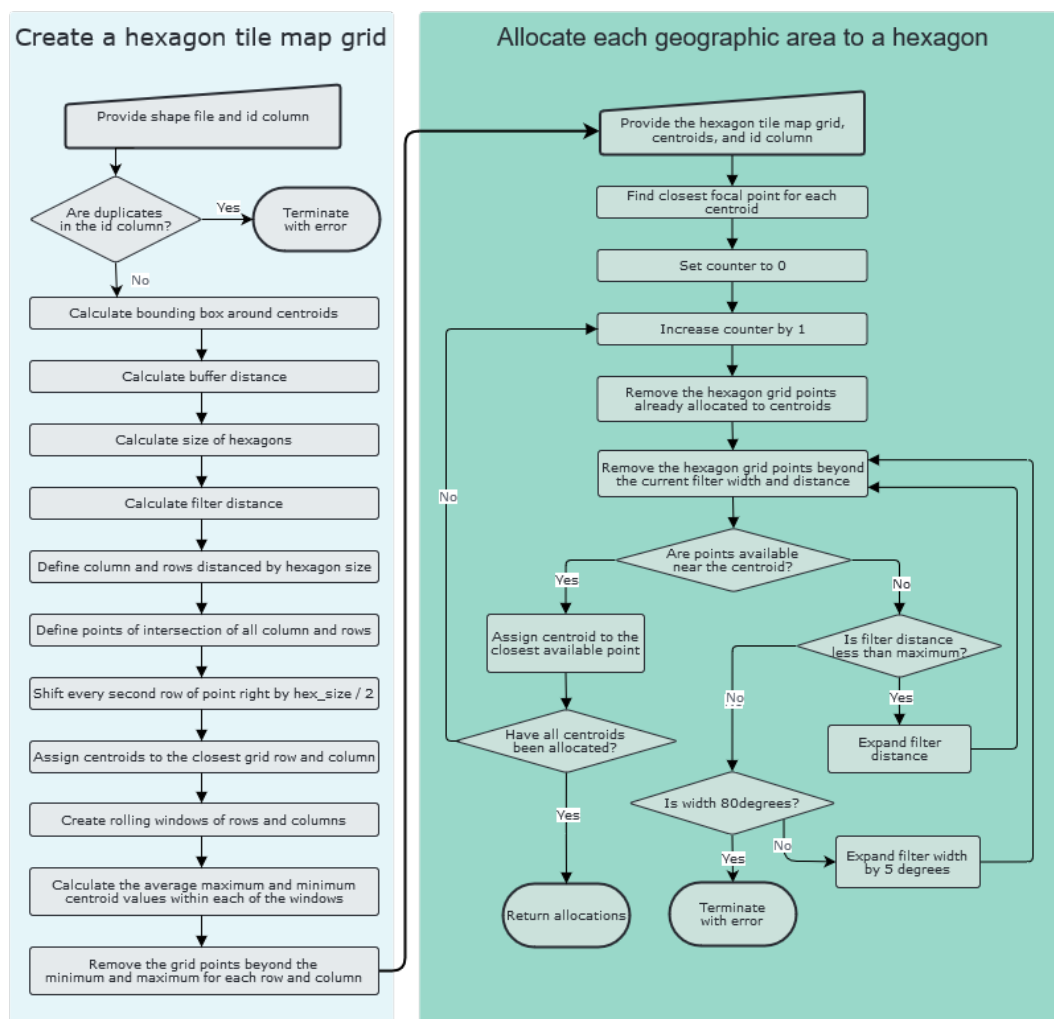 Create a hexagon tile map grid
Provide shape file and id column
Are duplicates
in the id column?
Yes
Terminate
with error
No
Calculate bounding box around centroids
Calculate buffer distance
Calculate size of hexagons
Calculate filter distance
Define column and rows distanced by hexagon size
Define points of intersection of all column and rows
Shift every second row of point right by hex_size / 2
Assign centroids to the closest grid row and column
Create rolling windows of rows and columns
Calculate the average maximum and minimum
centroid values within each of the windows
Remove the grid points beyond the
minimum and maximum for each row and column
Allocate each geographic area to a hexagon
Provide the hexagon tile map grid,
centroids, and id column
Find closest focal point for each
centroid
Set counter to 0
Increase counter by 1
Remove the hexagon grid points
already allocated to centroids
Remove the hexagon grid points beyond
the current filter width and distance
No
Are points available
near the centroid?
Yes
No
Assign centroid to the
closest available point
Is filter distance
less than maximum?
No
Yes
Have all centroids
been allocated?
Expand filter
distance
Is width 80degrees?
Yes
No
Expand filter width
by 5 degrees
Yes
Return allocations
Terminate
with error